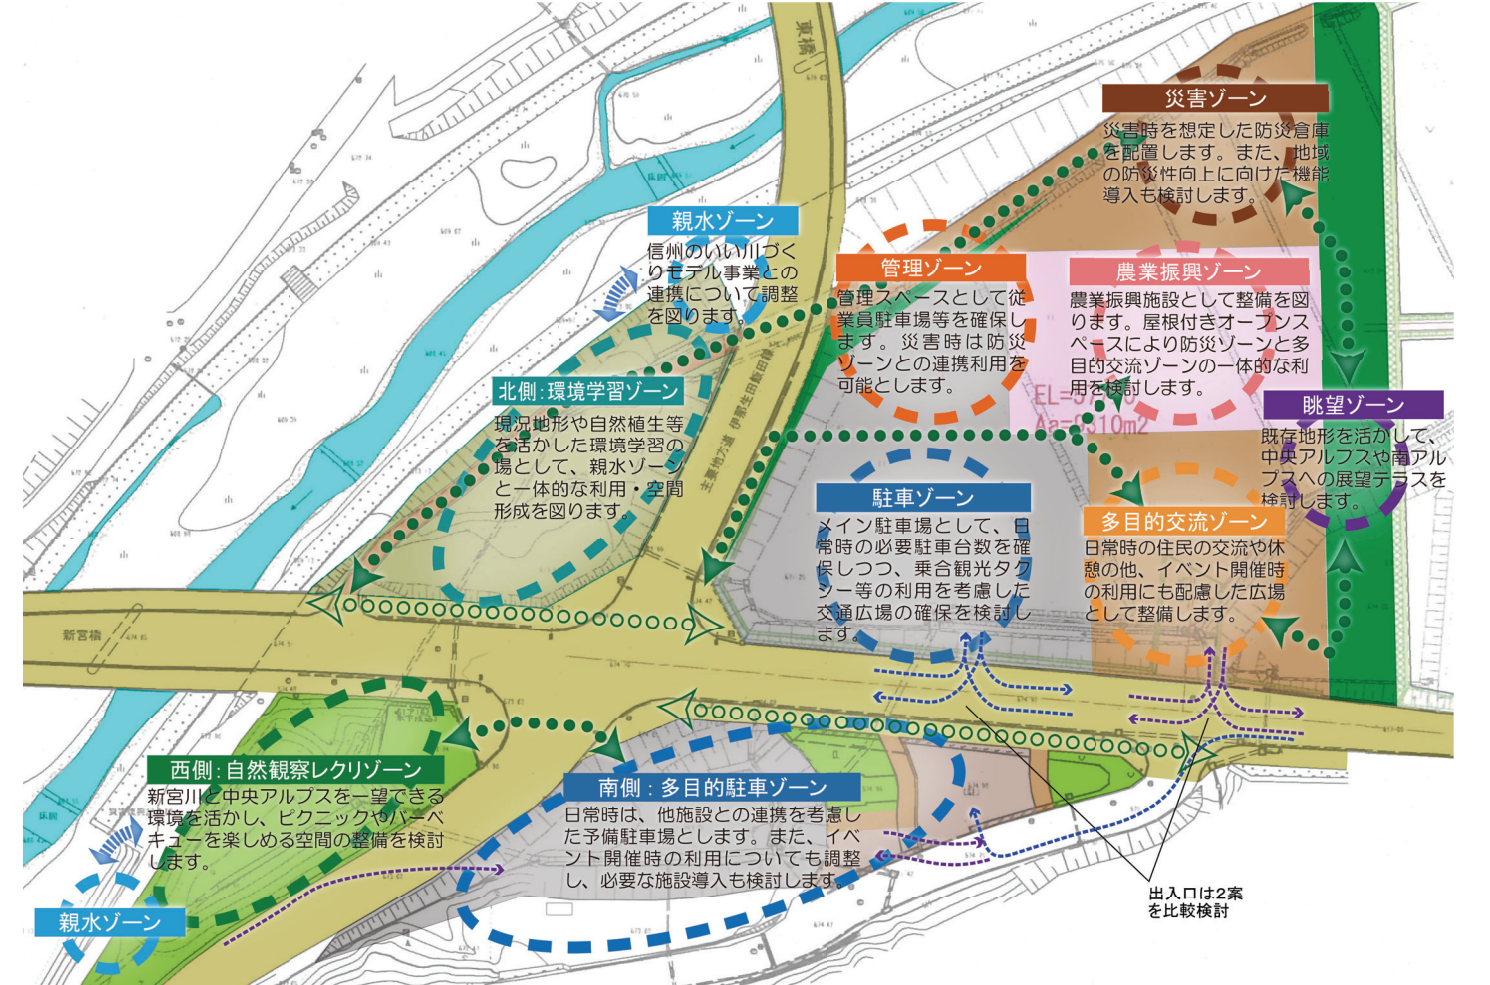 東橋
災害ゾーン
災害時を想定した防災倉庫
を配置します。また、地域
の防災性向上に向けた機能
導入も検討します。
親水ゾーン
信州のいい川づく
りモデル事業との
連携について調整
を図ります。
管理ゾーン
管理スペースとして従
業員駐車場等を確保し
ます。災害時は防災
ゾーンとの連携利用を
可能とします。
農業振興ゾーン
農業振興施設として整備を図
ります。屋根付きオープンス
ペースにより防災ゾーンと多
目的交流ゾーンの一体的な利
用を検討します。
北側：環境学習ゾーン
現況地形や自然植生等
を活かした環境学習の
場として、親水ゾーン
と一体的な利用・空間
形成を図ります。
主要地方道 伊那生田飯田線
眺望ゾーン
既存地形を活かして、
中央アルプスや南アル
プスへの展望テラスを
検討します。
駐車ゾーン
メイン駐車場として、日
常時の必要駐車台数を確
保しつつ、乗合観光タク
シー等の利用を考慮した
交通広場の確保を検討し
ます。
多目的交流ゾーン
日常時の住民の交流や休
憩の他、イベント開催時
の利用にも配慮した広場
として整備します。
新宮橋
西側：自然観察レクリゾーン
新宮川と中央アルプスを一望できる
環境を活かし、ピクニックやバーベ
キューを楽しめる空間の整備を検討
します。
南側：多目的駐車ゾーン
日常時は、他施設との連携を考慮し
た予備駐車場とします。また、イベ
ント開催時の利用についても調整
し、必要な施設導入も検討します。
出入口は2案
を比較検討
親水ゾーン